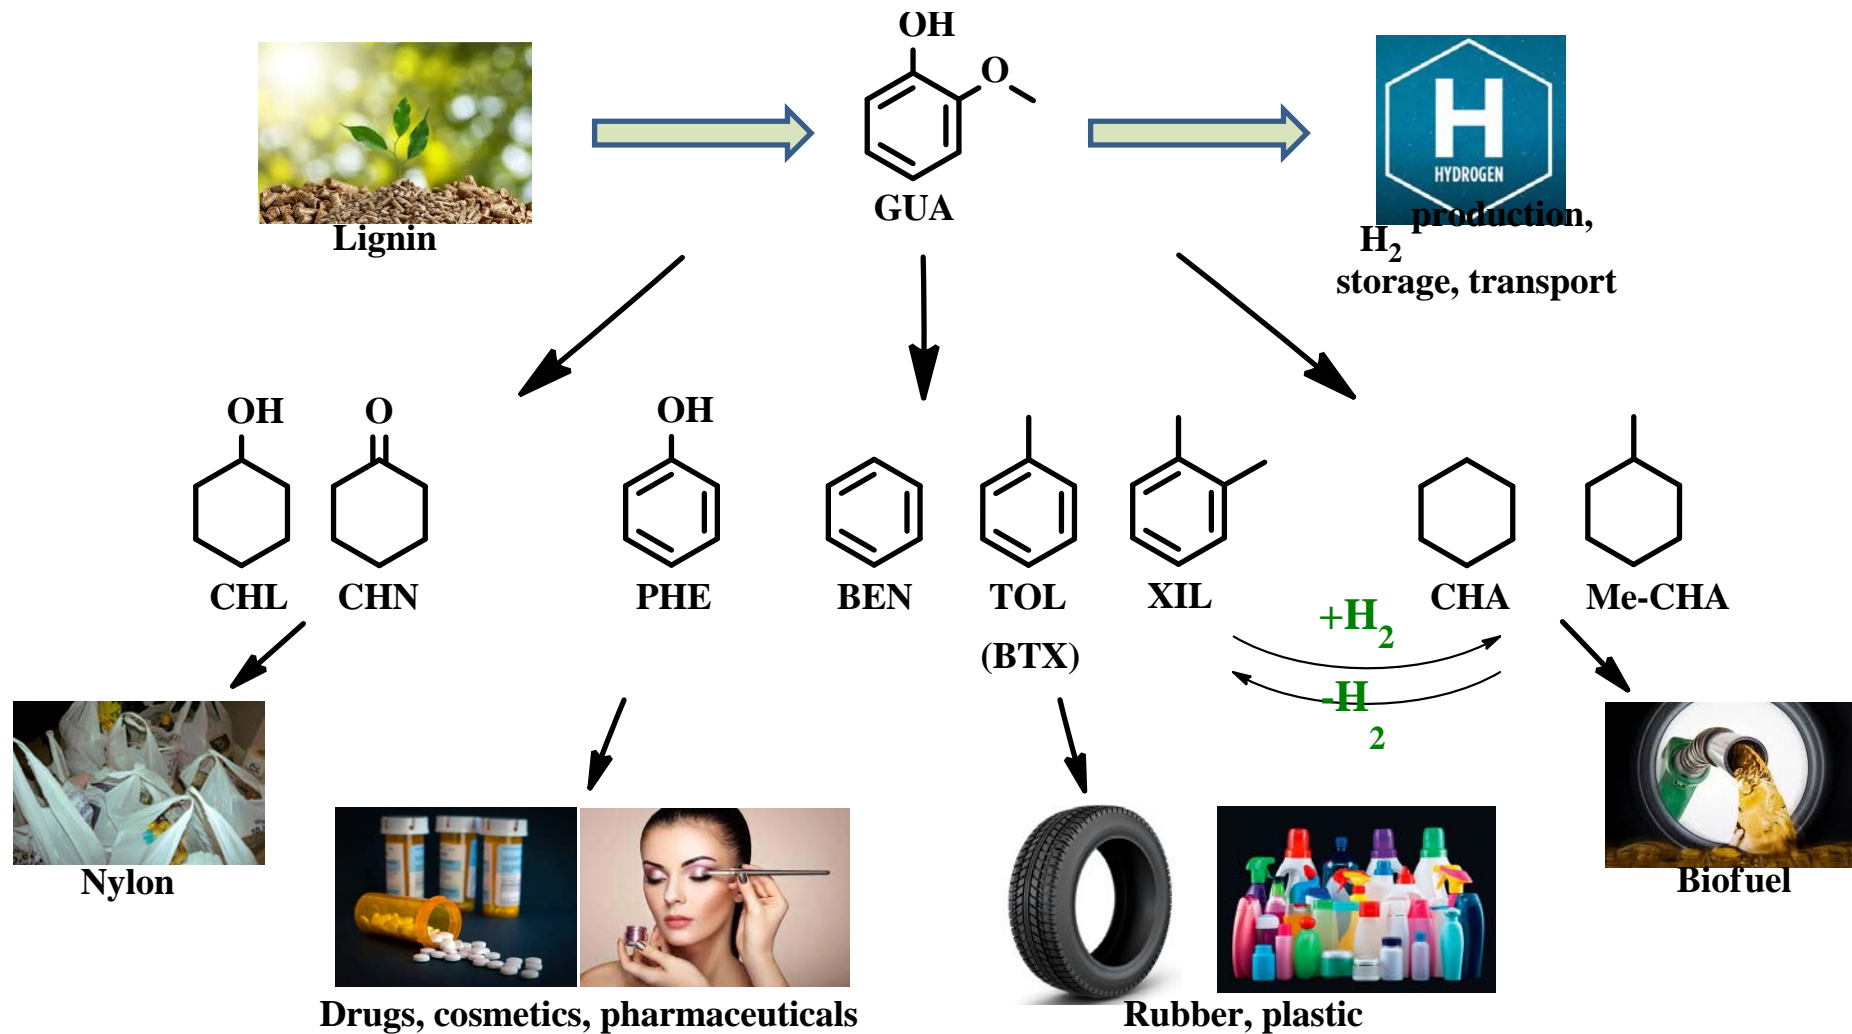 OH
O
GUA
Lignin
H
HYDROGEN
H2 production,
storage, transport
OH
O
OH
CHL
CHN
PHE
BEN
TOL
XIL
CHA
Me-CHA
(BTX)
+H2
-H2
Nylon
Drugs, cosmetics, pharmaceuticals
Rubber, plastic
Biofuel